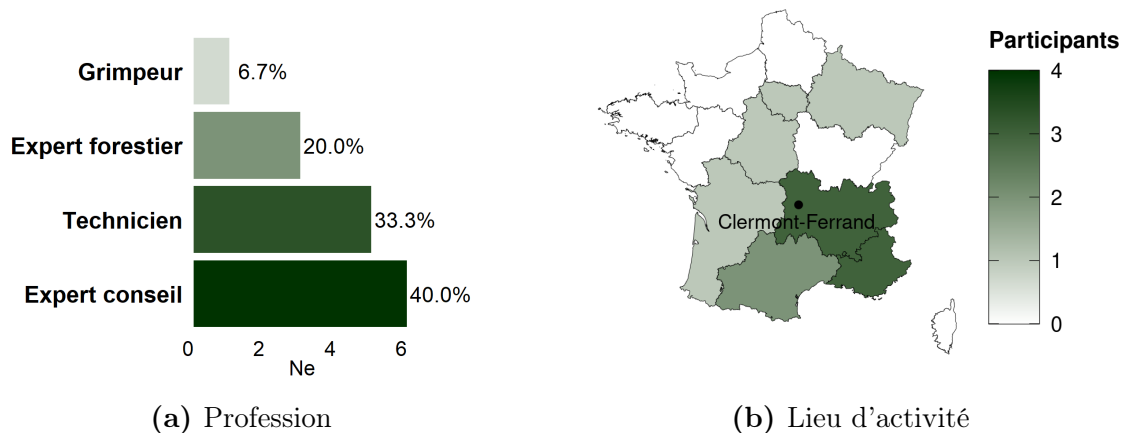 Grimpeur
6.7%
Expert forestier
20.0%
Technicien
33.3%
Expert conseil
40.0%
0 2 4 6
Ne
(a) Profession
Clermont-Ferrand
Participants
4
3
2
1
0
(b) Lieu d'activité